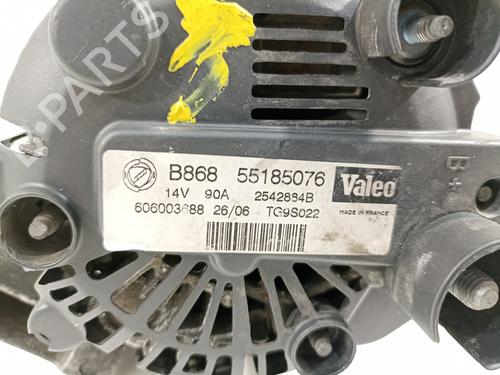 B-PARTS
B868 55185076
14V 90A 2542894B
606003688 26/06 TG9S022
Valeo
MADE IN FRANCE
B+